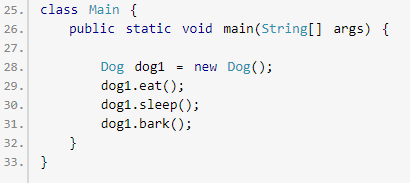 25. class Main {
26.     public static void main(String[] args) {
27.
28.         Dog dog1 = new Dog();
29.         dog1.eat();
30.         dog1.sleep();
31.         dog1.bark();
32.     }
33. }